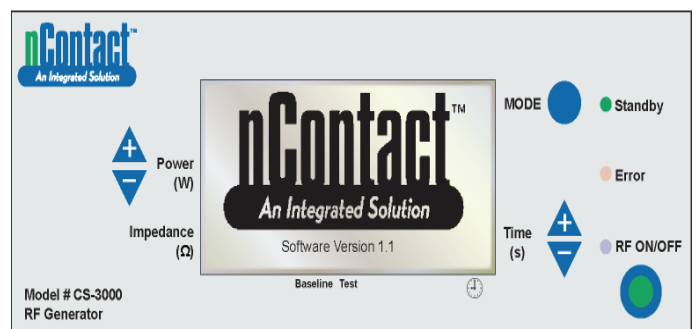 nContact™
An Integrated Solution
+
−
Power
(W)
Impedance
(Ω)
nContact™
An Integrated Solution
Software Version 1.1
Baseline Test
MODE
Standby
Error
Time
(s)
+
−
RF ON/OFF
Model # CS-3000
RF Generator